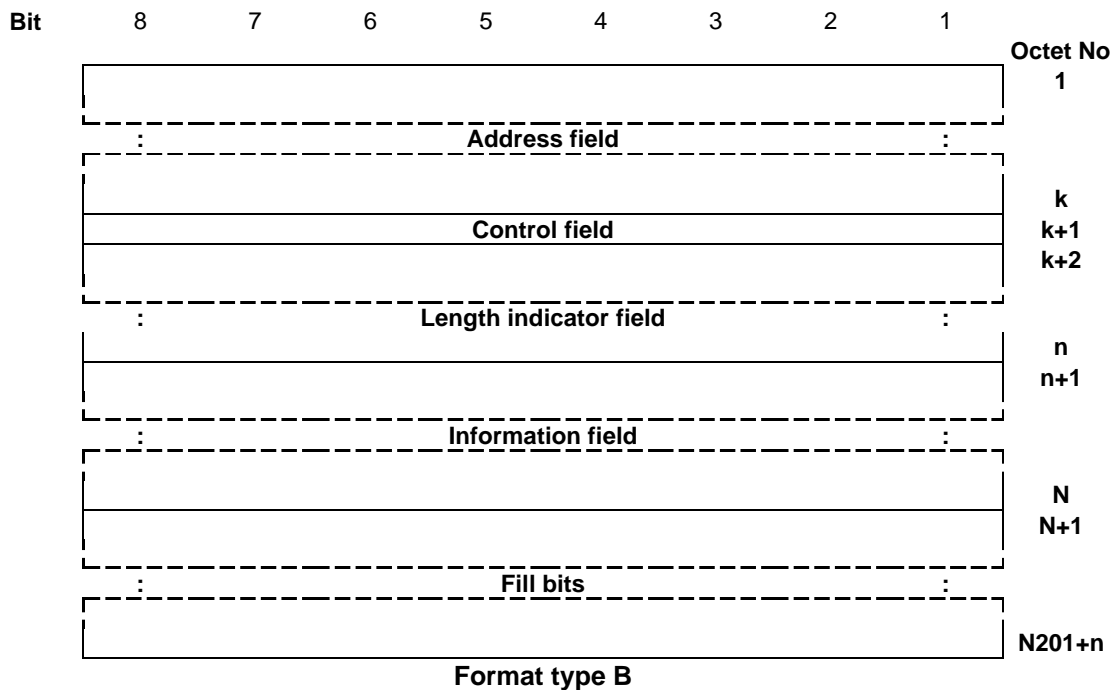 Bit 8 7 6 5 4 3 2 1
Octet No
1
: Address field :
k
Control field k+1
k+2
: Length indicator field :
n
n+1
: Information field :
N
N+1
: Fill bits :
N201+n
Format type B